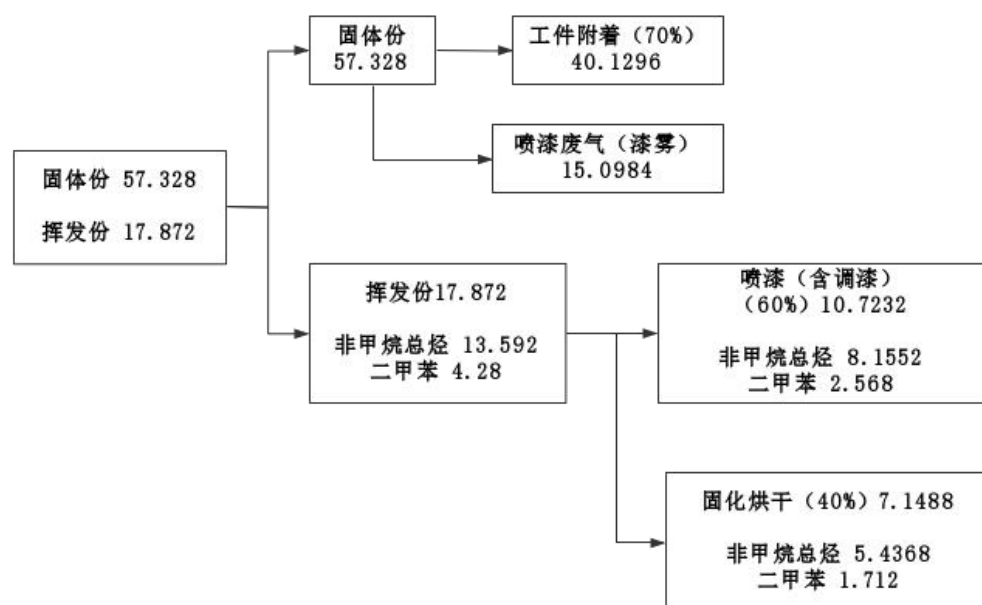 固体份
57.328
工件附着（70%）
40.1296
喷漆废气（漆雾）
15.0984
固体份 57.328
挥发份 17.872
挥发份17.872
非甲烷总烃 13.592
二甲苯 4.28
喷漆（含调漆）
（60%）10.7232
非甲烷总烃 8.1552
二甲苯 2.568
固化烘干（40%）7.1488
非甲烷总烃 5.4368
二甲苯 1.712